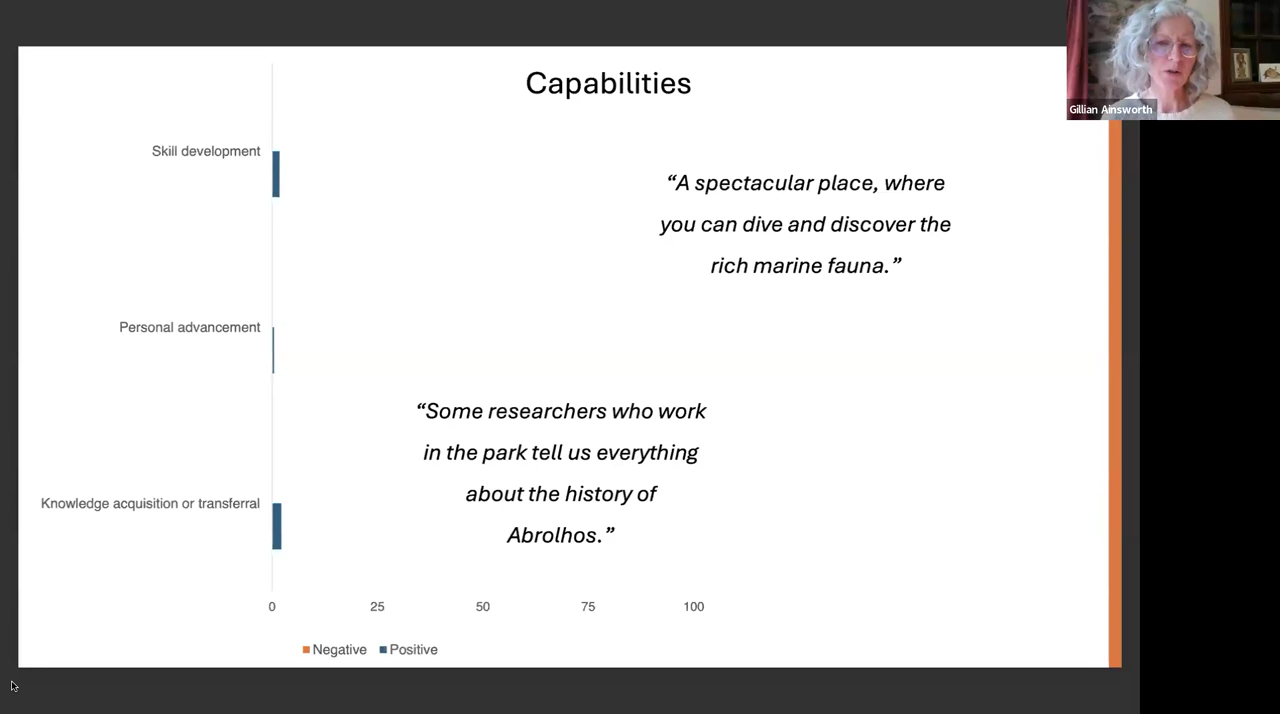 Capabilities
Gillian Ainsworth
Skill development
“A spectacular place, where
you can dive and discover the
rich marine fauna.”
Personal advancement
“Some researchers who work
in the park tell us everything
about the history of
Abrolhos.”
Knowledge acquisition or transferral
0 25 50 75 100
Negative Positive